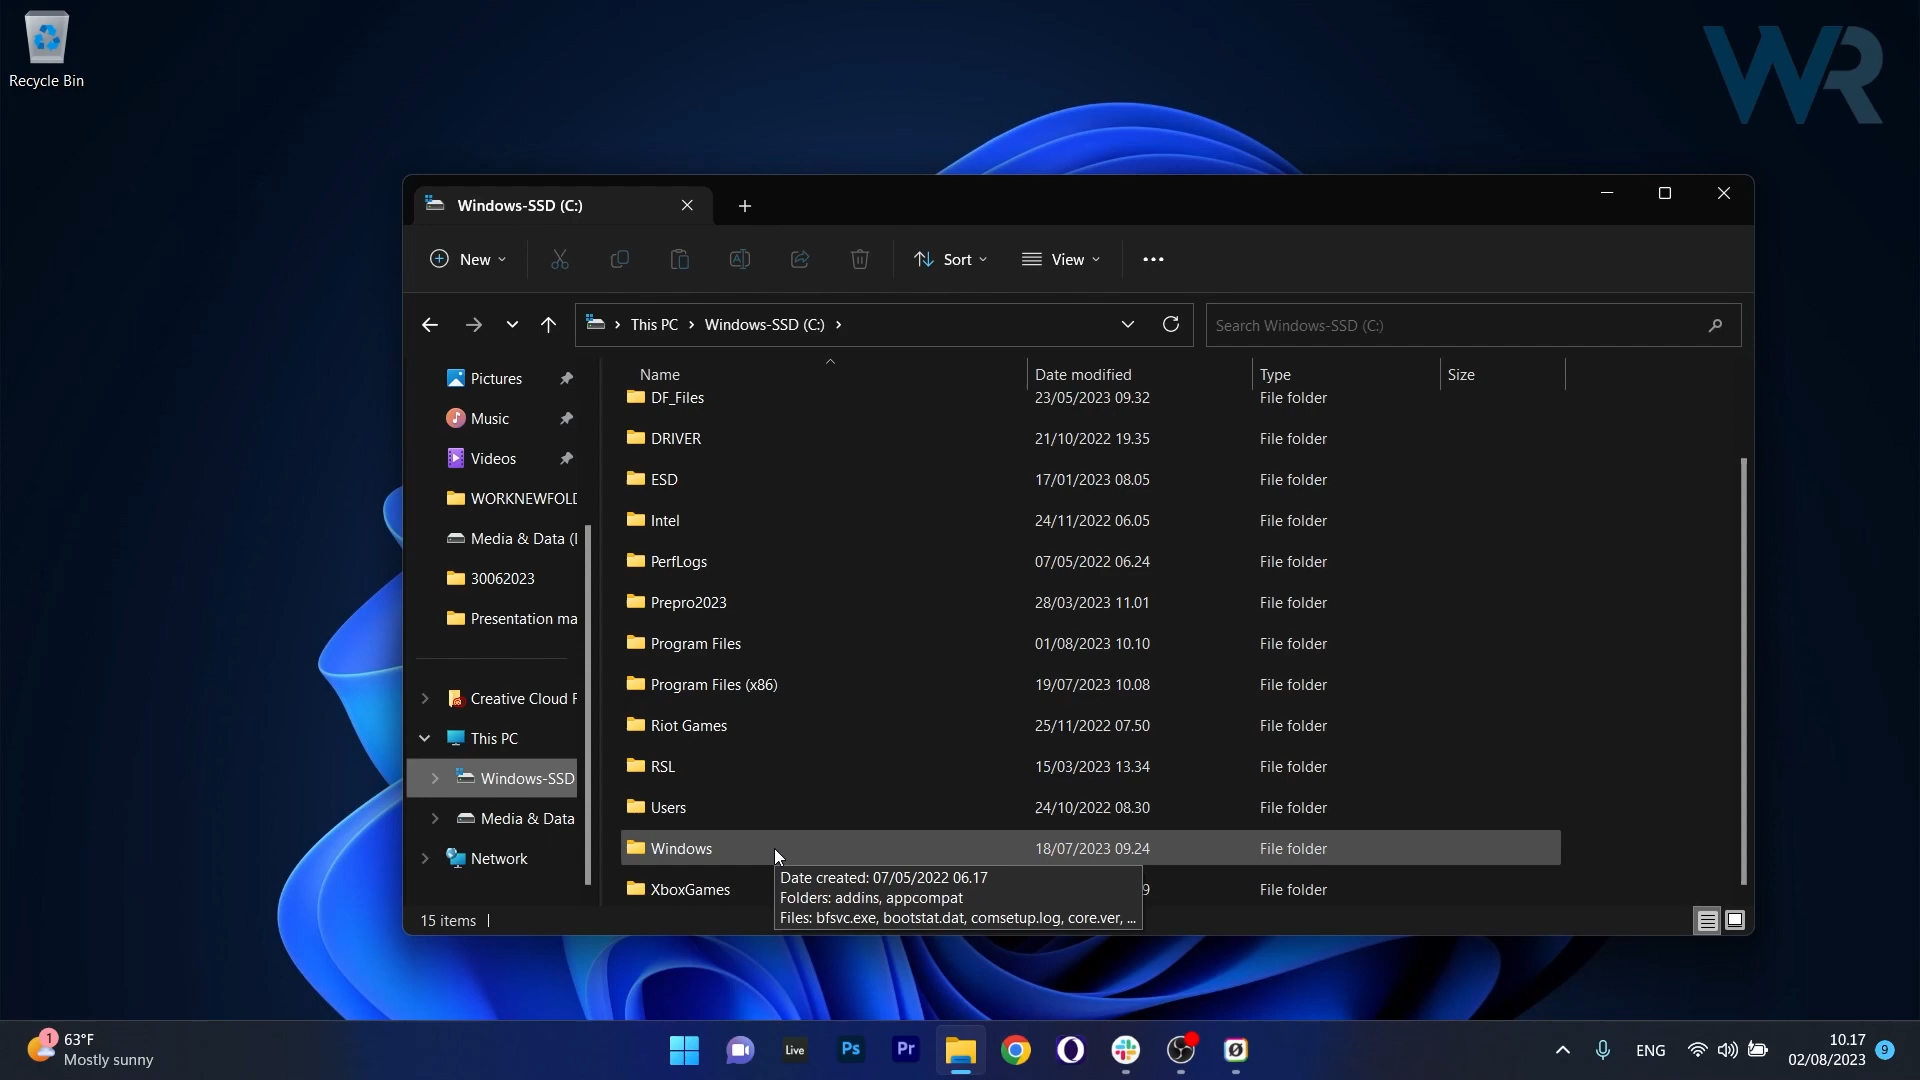 Recycle Bin
WR
Windows-SSD (C:)
New
Sort
View
This PC
Windows-SSD (C:)
Search Windows-SSD (C:)
Pictures
Music
Videos
WORKNEWFOLD
Media & Data (
30062023
Presentation ma
Creative Cloud F
This PC
Windows-SSD
Media & Data
Network
Name Date modified Type Size
DF_Files 23/05/2023 09.32 File folder
DRIVER 21/10/2022 19.35 File folder
ESD 17/01/2023 08.05 File folder
Intel 24/11/2022 06.05 File folder
PerfLogs 07/05/2022 06.24 File folder
Prepro2023 28/03/2023 11.01 File folder
Program Files 01/08/2023 10.10 File folder
Program Files (x86) 19/07/2023 10.08 File folder
Riot Games 25/11/2022 07.50 File folder
RSL 15/03/2023 13.34 File folder
Users 24/10/2022 08.30 File folder
Windows 18/07/2023 09.24 File folder
XboxGames 9 File folder
Date created: 07/05/2022 06.17
Folders: addins, appcompat
Files: bfsvc.exe, bootstat.dat, comsetup.log, core.ver, ...
15 items
1
63°F
Mostly sunny
Live
Ps
Pr
ENG
10.17
02/08/2023
9